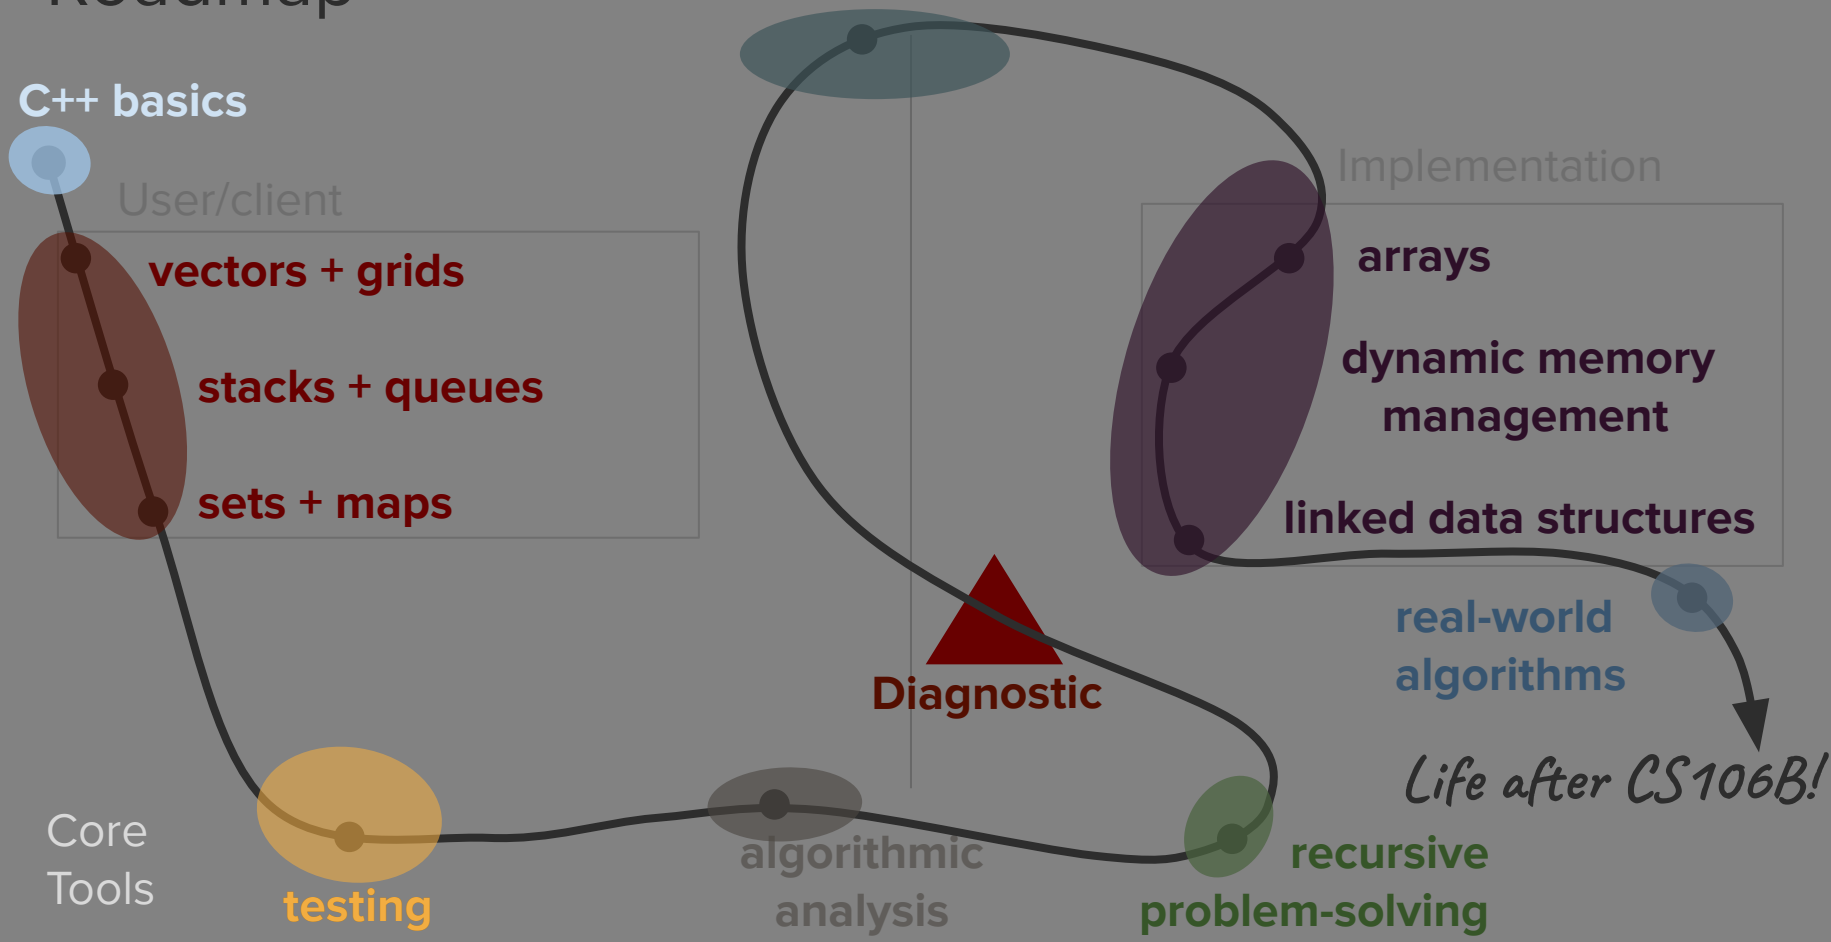 Roadmap
C++ basics
User/client
vectors + grids
stacks + queues
sets + maps
Implementation
arrays
dynamic memory
management
linked data structures
Diagnostic
real-world
algorithms
Life after CS106B!
Core
Tools
testing
algorithmic
analysis
recursive
problem-solving